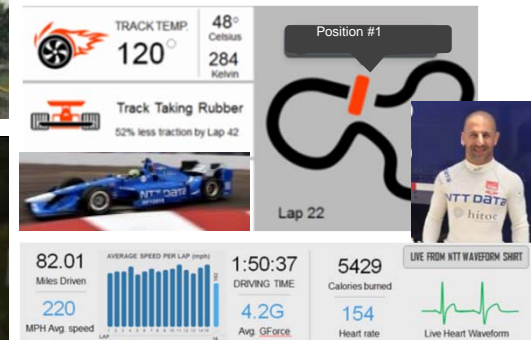 TRACK TEMP.
120°
48°
Celsius
284
Kelvin
Track Taking Rubber
52% less traction by Lap 42
Position #1
Lap 22
NTT DATA
NTT DATA
hitoe
LIVE FROM NTT WAVEFORM SHIRT
82.01
Miles Driven
220
MPH Avg. speed
AVERAGE SPEED PER LAP (mph)
LAP
1:50:37
DRIVING TIME
4.2G
Avg. GForce
5429
Calories burned
154
Heart rate
Live Heart Waveform